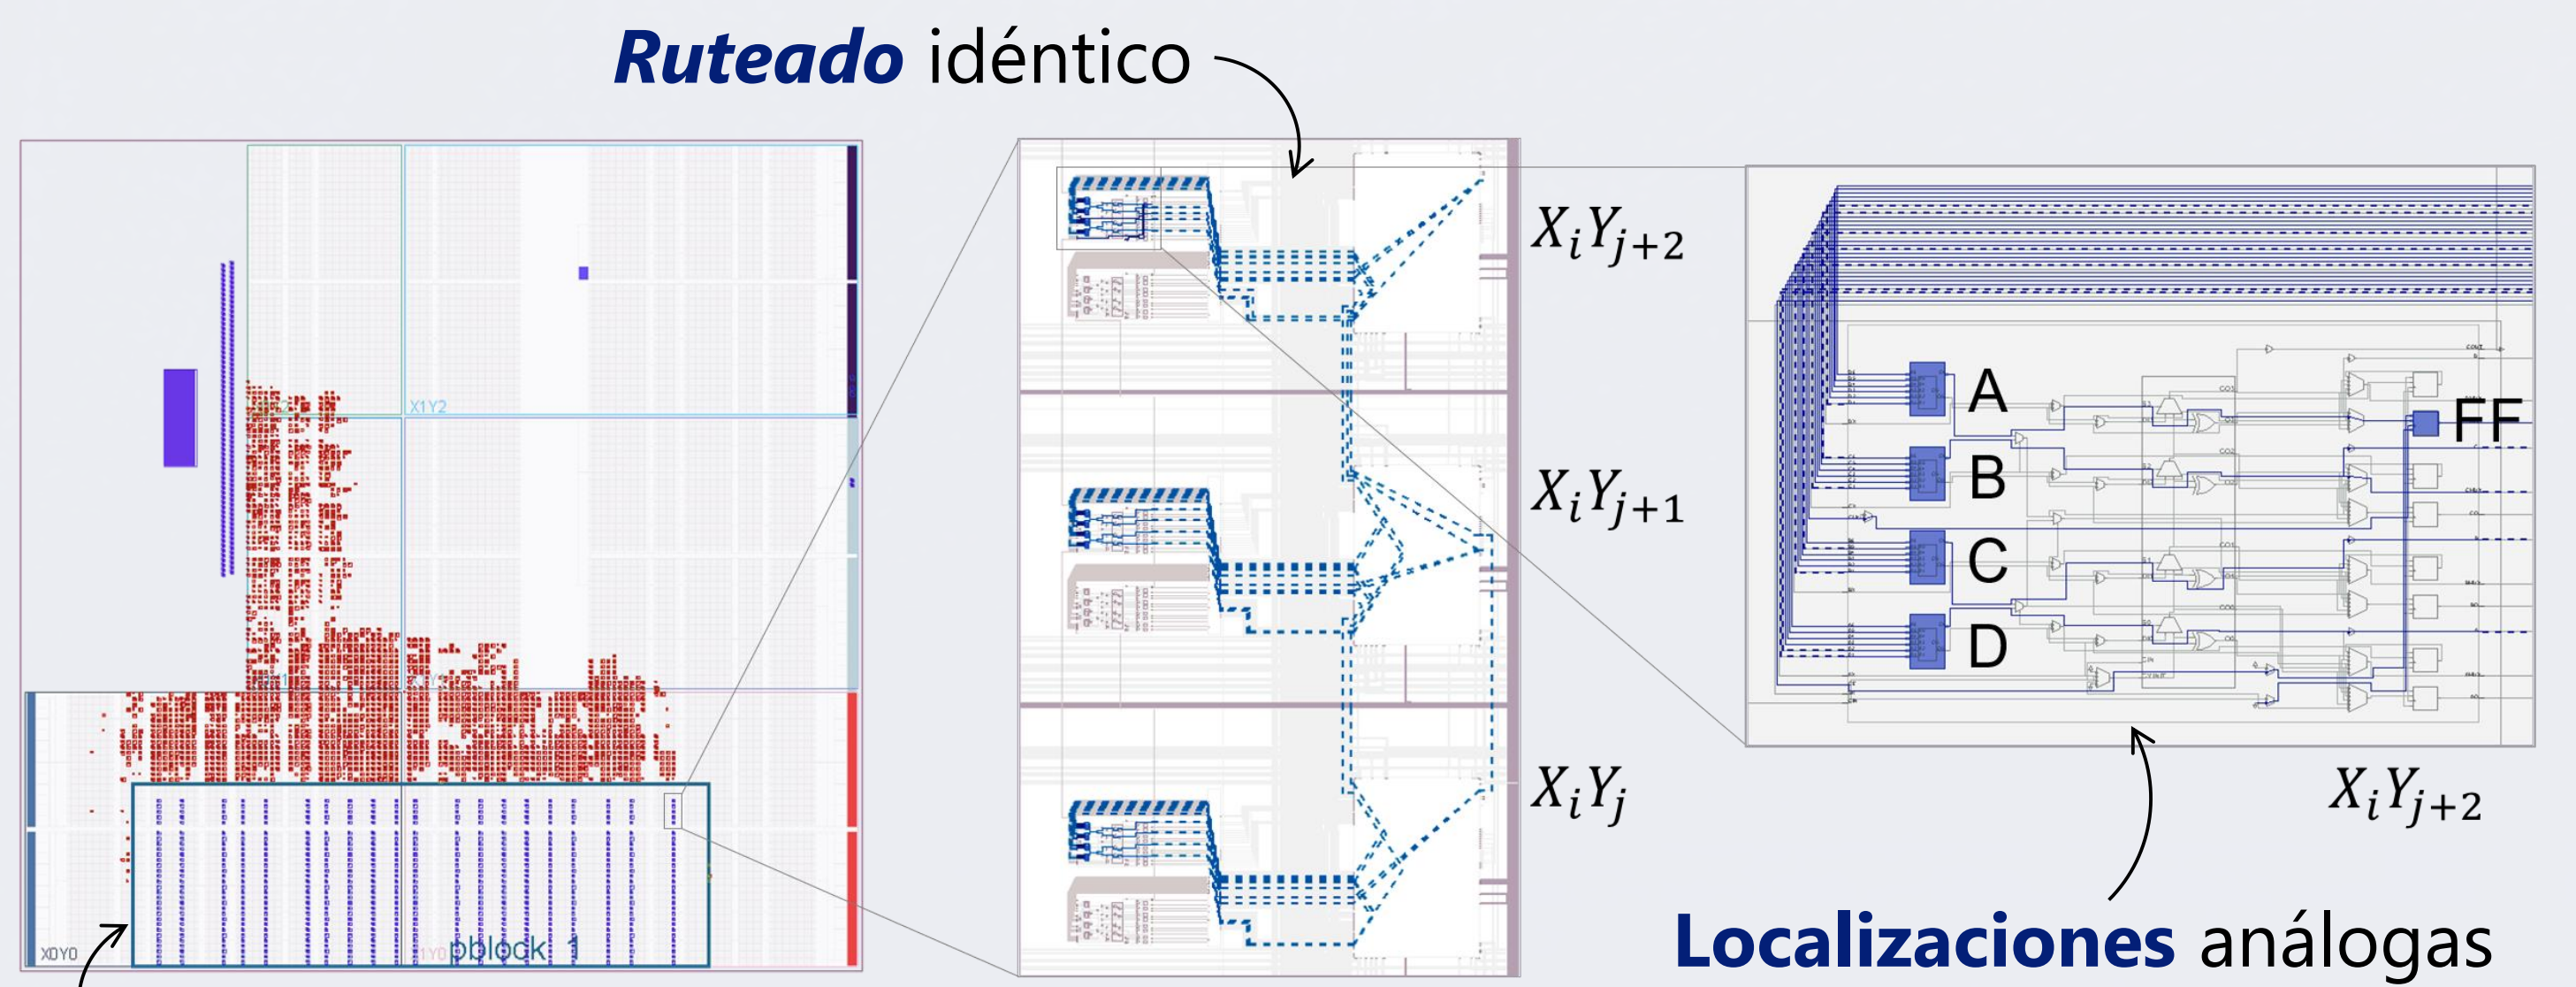 Ruteado idéntico
X1Y2
X0Y0
pblock_1
X_iY_{j+2}
X_iY_{j+1}
X_iY_j
A
B
C
D
FF
X_iY_{j+2}
Localizaciones análogas